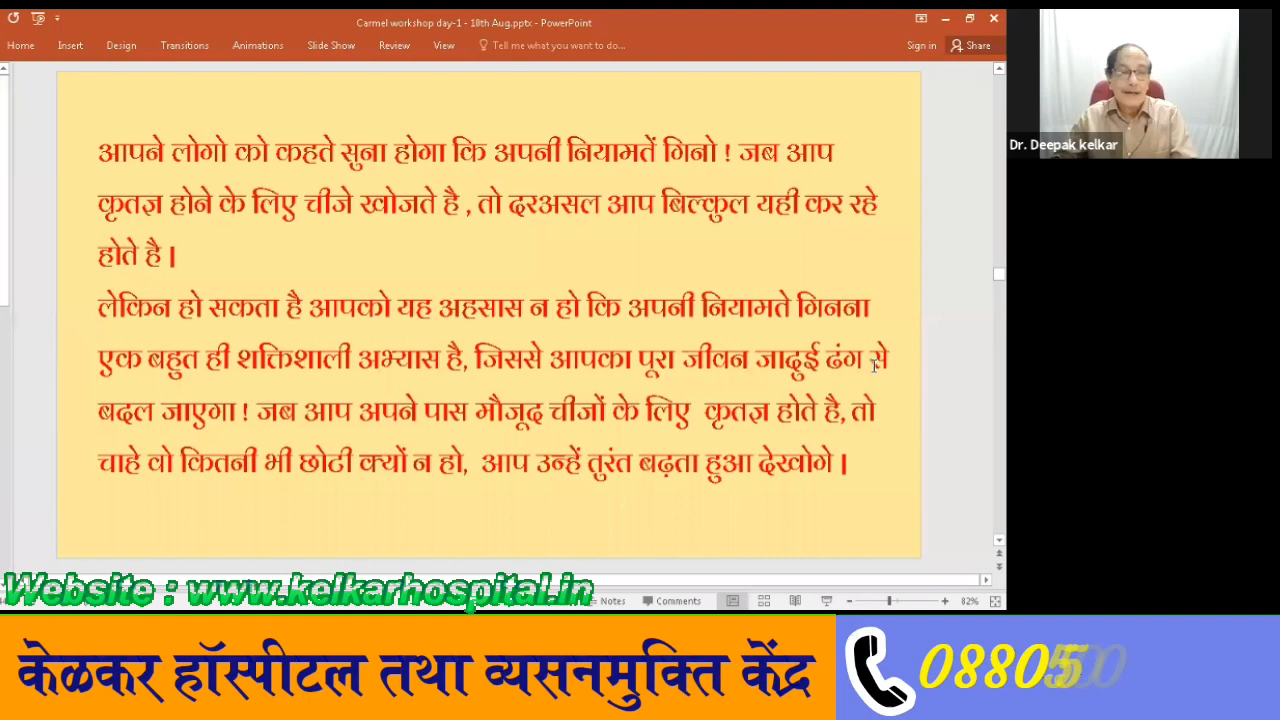 Carmel workshop day-1 - 10th Aug.pptx - PowerPoint
Home Insert Design Transitions Animations Slide Show Review View Tell me what you want to do... Sign in Share
आपने लोगो को कहते सुना होगा कि अपनी नियामतें गिनो ! जब आप
कृतज्ञ होने के लिए चीजे खोजते है , तो दरअसल आप बिल्कुल यही कर रहे
होते है |
लेकिन हो सकता है आपको यह अहसास न हो कि अपनी नियामते गिनना
एक बहुत ही शक्तिशाली अभ्यास है, जिससे आपका पूरा जीवन जादुई ढंग से
बदल जाएगा ! जब आप अपने पास मौजूद चीजों के लिए कृतज्ञ होते है, तो
चाहे वो कितनी भी छोटी क्यों न हो, आप उन्हें तुरंत बढ़ता हुआ देखोगे |
Dr. Deepak kelkar
Website : www.kelkarhospital.in
Notes Comments 82%
केळकर हॉस्पीटल तथा व्यसनमुक्ति केंद्र
08805